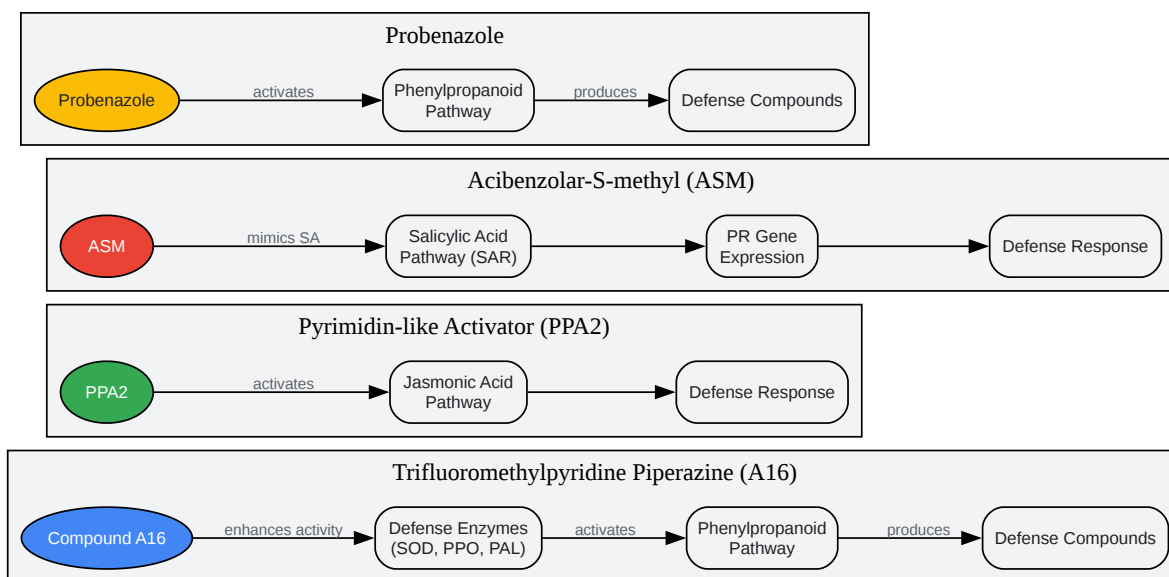 Probenazole
Probenazole
activates
Phenylpropanoid
Pathway
produces
Defense Compounds
Acibenzolar-S-methyl (ASM)
ASM
mimics SA
Salicylic Acid
Pathway (SAR)
PR Gene
Expression
Defense Response
Pyrimidin-like Activator (PPA2)
PPA2
activates
Jasmonic Acid
Pathway
Defense Response
Trifluoromethylpyridine Piperazine (A16)
Compound A16
enhances activity
Defense Enzymes
(SOD, PPO, PAL)
activates
Phenylpropanoid
Pathway
produces
Defense Compounds